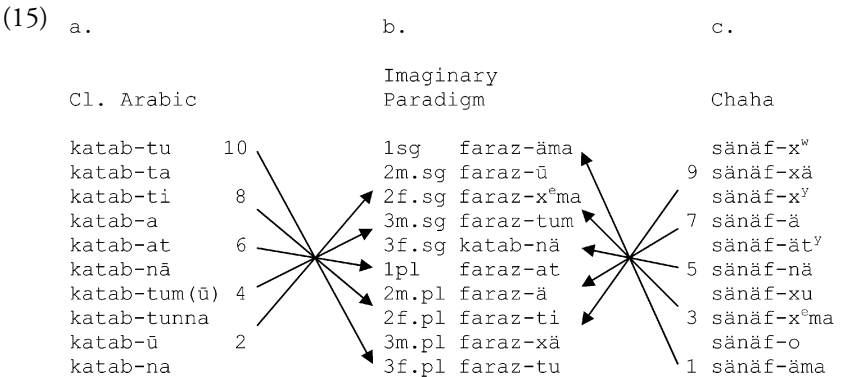 (15) a. b. c.
Imaginary
Cl. Arabic Paradigm Chaha
katab-tu 10 1sg faraz-äma sänäf-xʷ
katab-ta 2m.sg faraz-ū 9 sänäf-xä
katab-ti 8 2f.sg faraz-xᵉma sänäf-xʸ
katab-a 3m.sg faraz-tum 7 sänäf-ä
katab-at 6 3f.sg katab-nä sänäf-ätʸ
katab-nā 1pl faraz-at 5 sänäf-nä
katab-tum(ū) 4 2m.pl faraz-ä sänäf-xu
katab-tunna 2f.pl faraz-ti 3 sänäf-xᵉma
katab-ū 2 3m.pl faraz-xä sänäf-o
katab-na 3f.pl faraz-tu 1 sänäf-äma